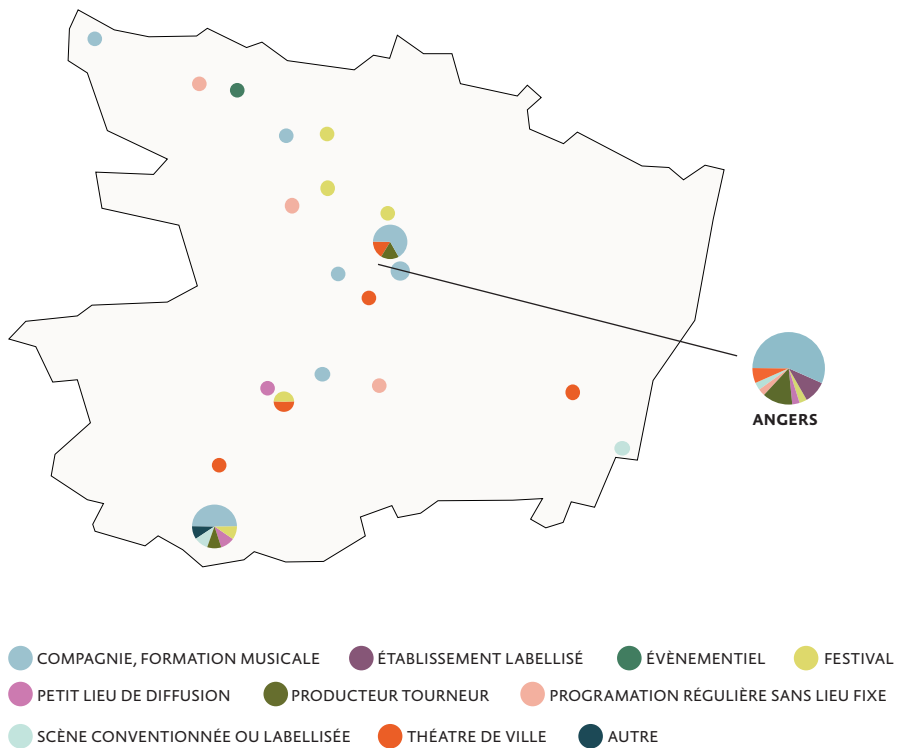 ANGERS
COMPAGNIE, FORMATION MUSICALE ÉTABLISSEMENT LABELLISÉ ÉVÈNEMENTIEL FESTIVAL
PETIT LIEU DE DIFFUSION PRODUCTEUR TOURNEUR PROGRAMATION RÉGULIÈRE SANS LIEU FIXE
SCÈNE CONVENTIONNÉE OU LABELLISÉE THÉATRE DE VILLE AUTRE